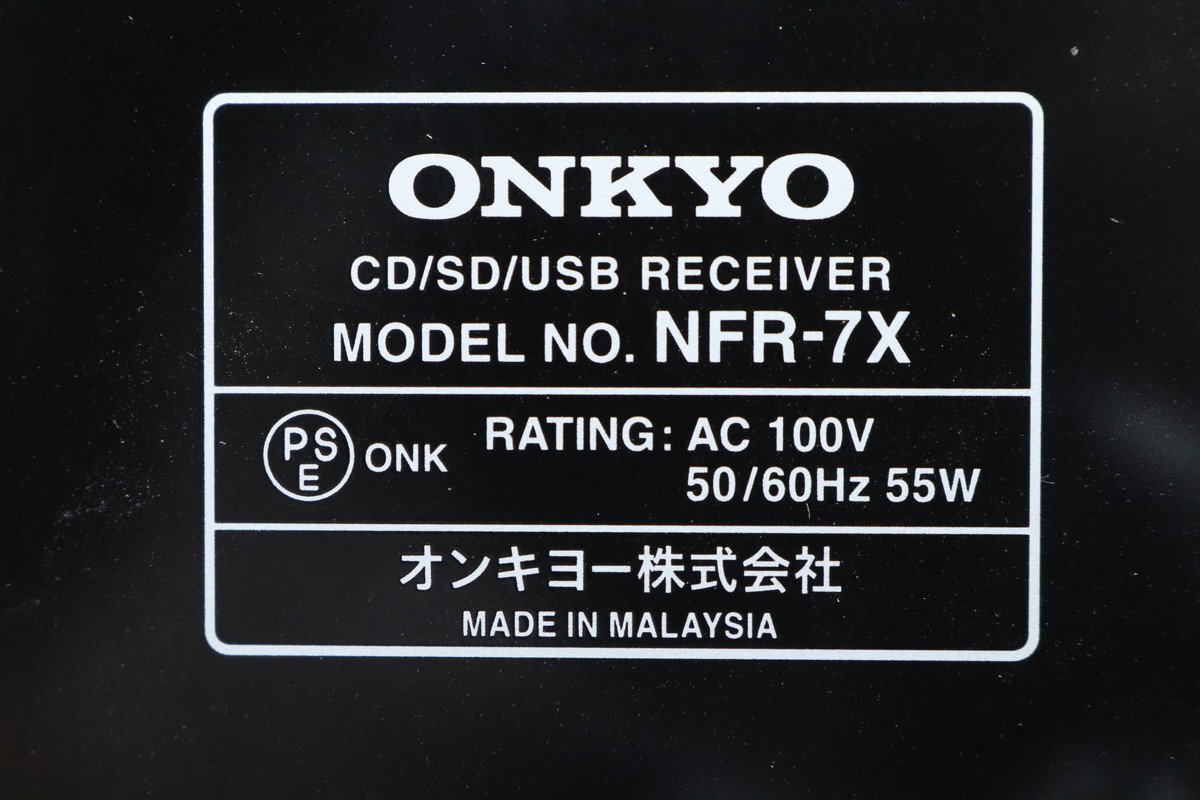 ONKYO
CD/SD/USB RECEIVER
MODEL NO. NFR-7X
PSE ONK RATING: AC 100V
50/60Hz 55W
オンキヨー株式会社
MADE IN MALAYSIA